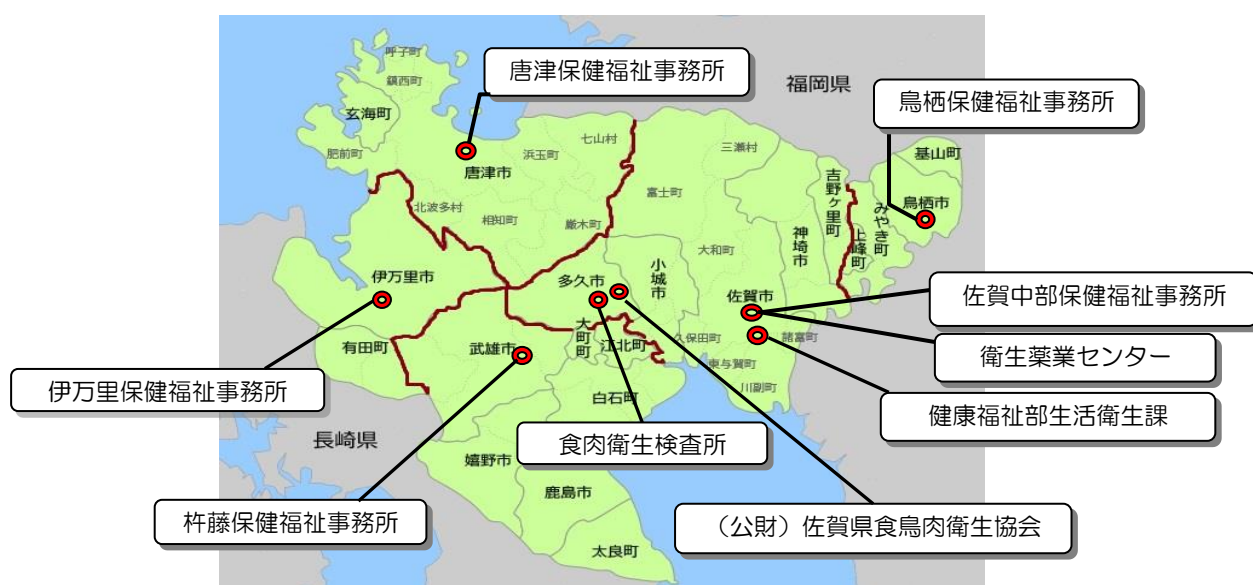 呼子町
唐津保健福祉事務所
鎮西町
福岡県
鳥栖保健福祉事務所
玄海町
七山村
三瀬村
基山町
肥前町
浜玉町
唐津市
吉野ヶ里町
富士町
鳥栖市
みやき町
北波多村
相知町
厳木町
上峰町
神埼市
大和町
小城市
伊万里市
多久市
佐賀市
佐賀中部保健福祉事務所
大町町
久保田町
諸富町
有田町
武雄市
江北町
衛生薬業センター
東与賀町
伊万里保健福祉事務所
川副町
白石町
健康福祉部生活衛生課
長崎県
食肉衛生検査所
嬉野市
鹿島市
杵藤保健福祉事務所
（公財）佐賀県食鳥肉衛生協会
太良町